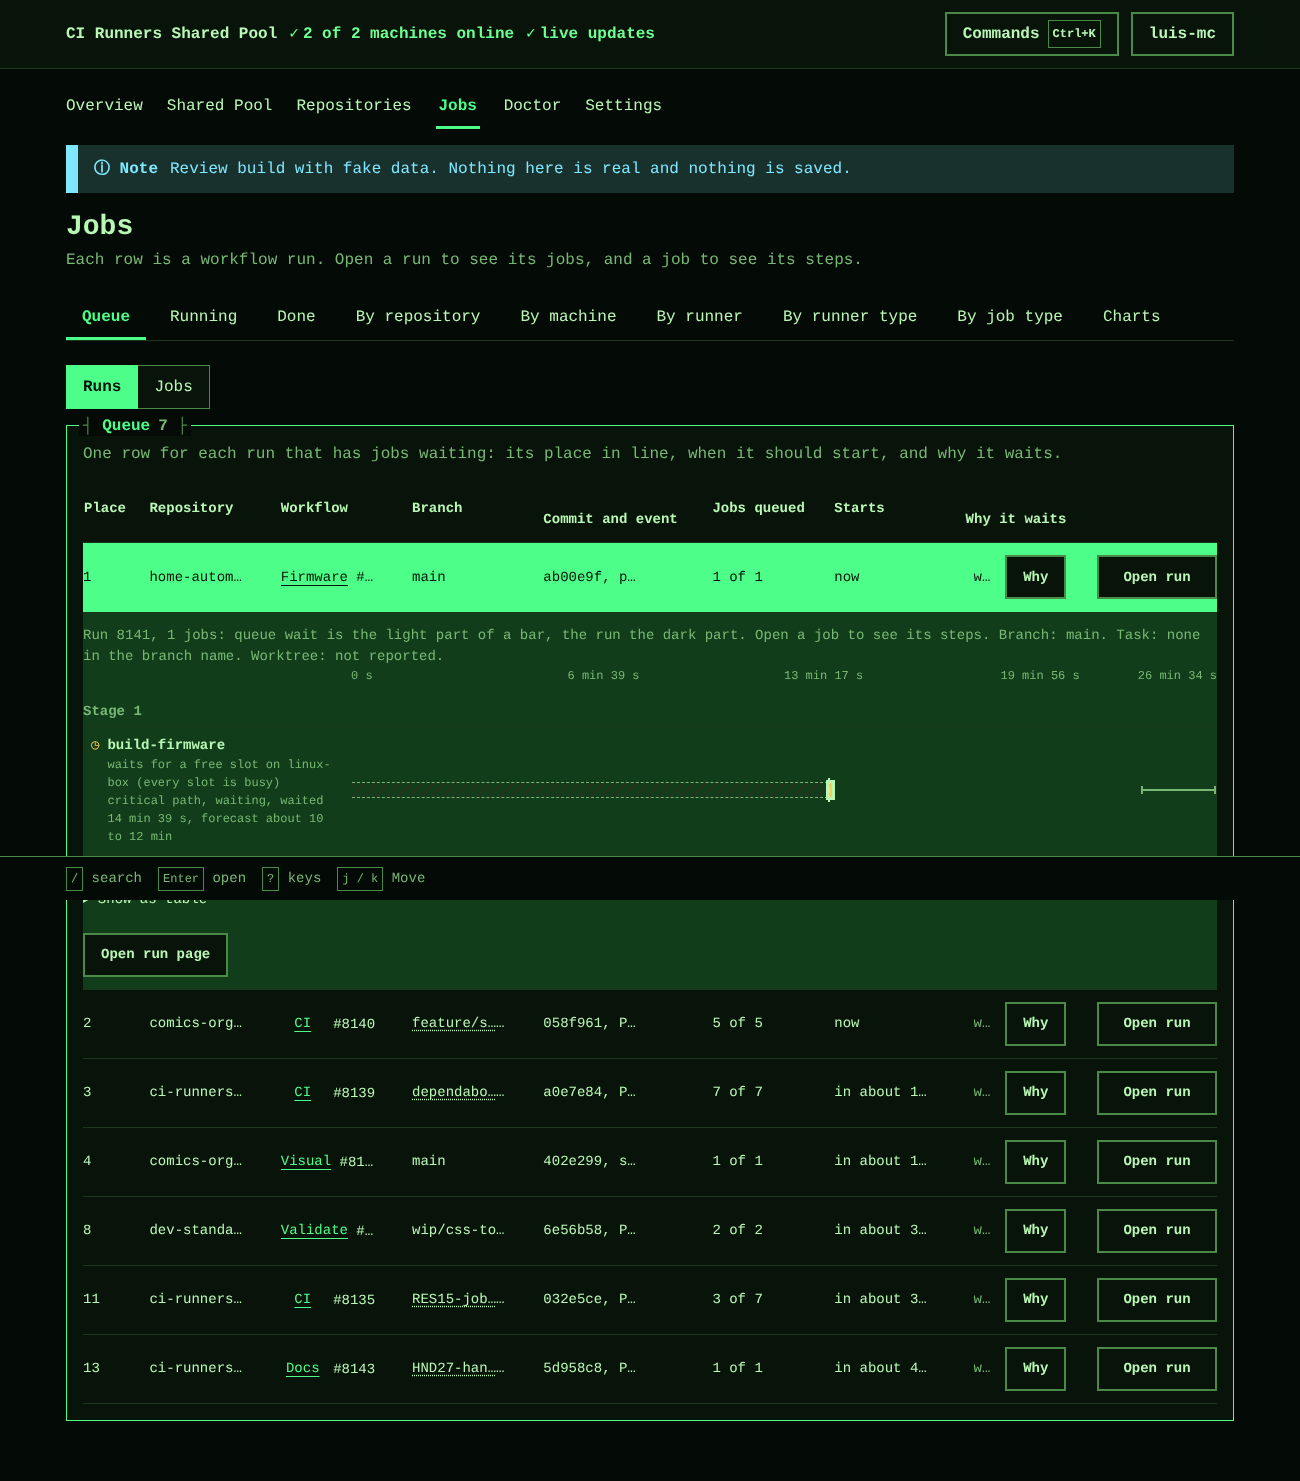 CI Runners Shared Pool ✓ 2 of 2 machines online ✓ live updates Commands Ctrl+K luis-mc
Overview Shared Pool Repositories Jobs Doctor Settings
ⓘ Note Review build with fake data. Nothing here is real and nothing is saved.
Jobs
Each row is a workflow run. Open a run to see its jobs, and a job to see its steps.
Queue Running Done By repository By machine By runner By runner type By job type Charts
Runs Jobs
Queue 7
One row for each run that has jobs waiting: its place in line, when it should start, and why it waits.
Place Repository Workflow Branch Commit and event Jobs queued Starts Why it waits
1 home-autom… Firmware #… main ab00e9f, p… 1 of 1 now w… Why Open run
Run 8141, 1 jobs: queue wait is the light part of a bar, the run the dark part. Open a job to see its steps. Branch: main. Task: none
in the branch name. Worktree: not reported.
0 s 6 min 39 s 13 min 17 s 19 min 56 s 26 min 34 s
Stage 1
◷ build-firmware
waits for a free slot on linux-
box (every slot is busy)
critical path, waiting, waited
14 min 39 s, forecast about 10
to 12 min
/ search Enter open ? keys j / k Move
Show as table
Open run page
2 comics-org… CI #8140 feature/s…… 058f961, P… 5 of 5 now w… Why Open run
3 ci-runners… CI #8139 dependabo…… a0e7e84, P… 7 of 7 in about 1… w… Why Open run
4 comics-org… Visual #81… main 402e299, s… 1 of 1 in about 1… w… Why Open run
8 dev-standa… Validate #… wip/css-to… 6e56b58, P… 2 of 2 in about 3… w… Why Open run
11 ci-runners… CI #8135 RES15-job…… 032e5ce, P… 3 of 7 in about 3… w… Why Open run
13 ci-runners… Docs #8143 HND27-han…… 5d958c8, P… 1 of 1 in about 4… w… Why Open run